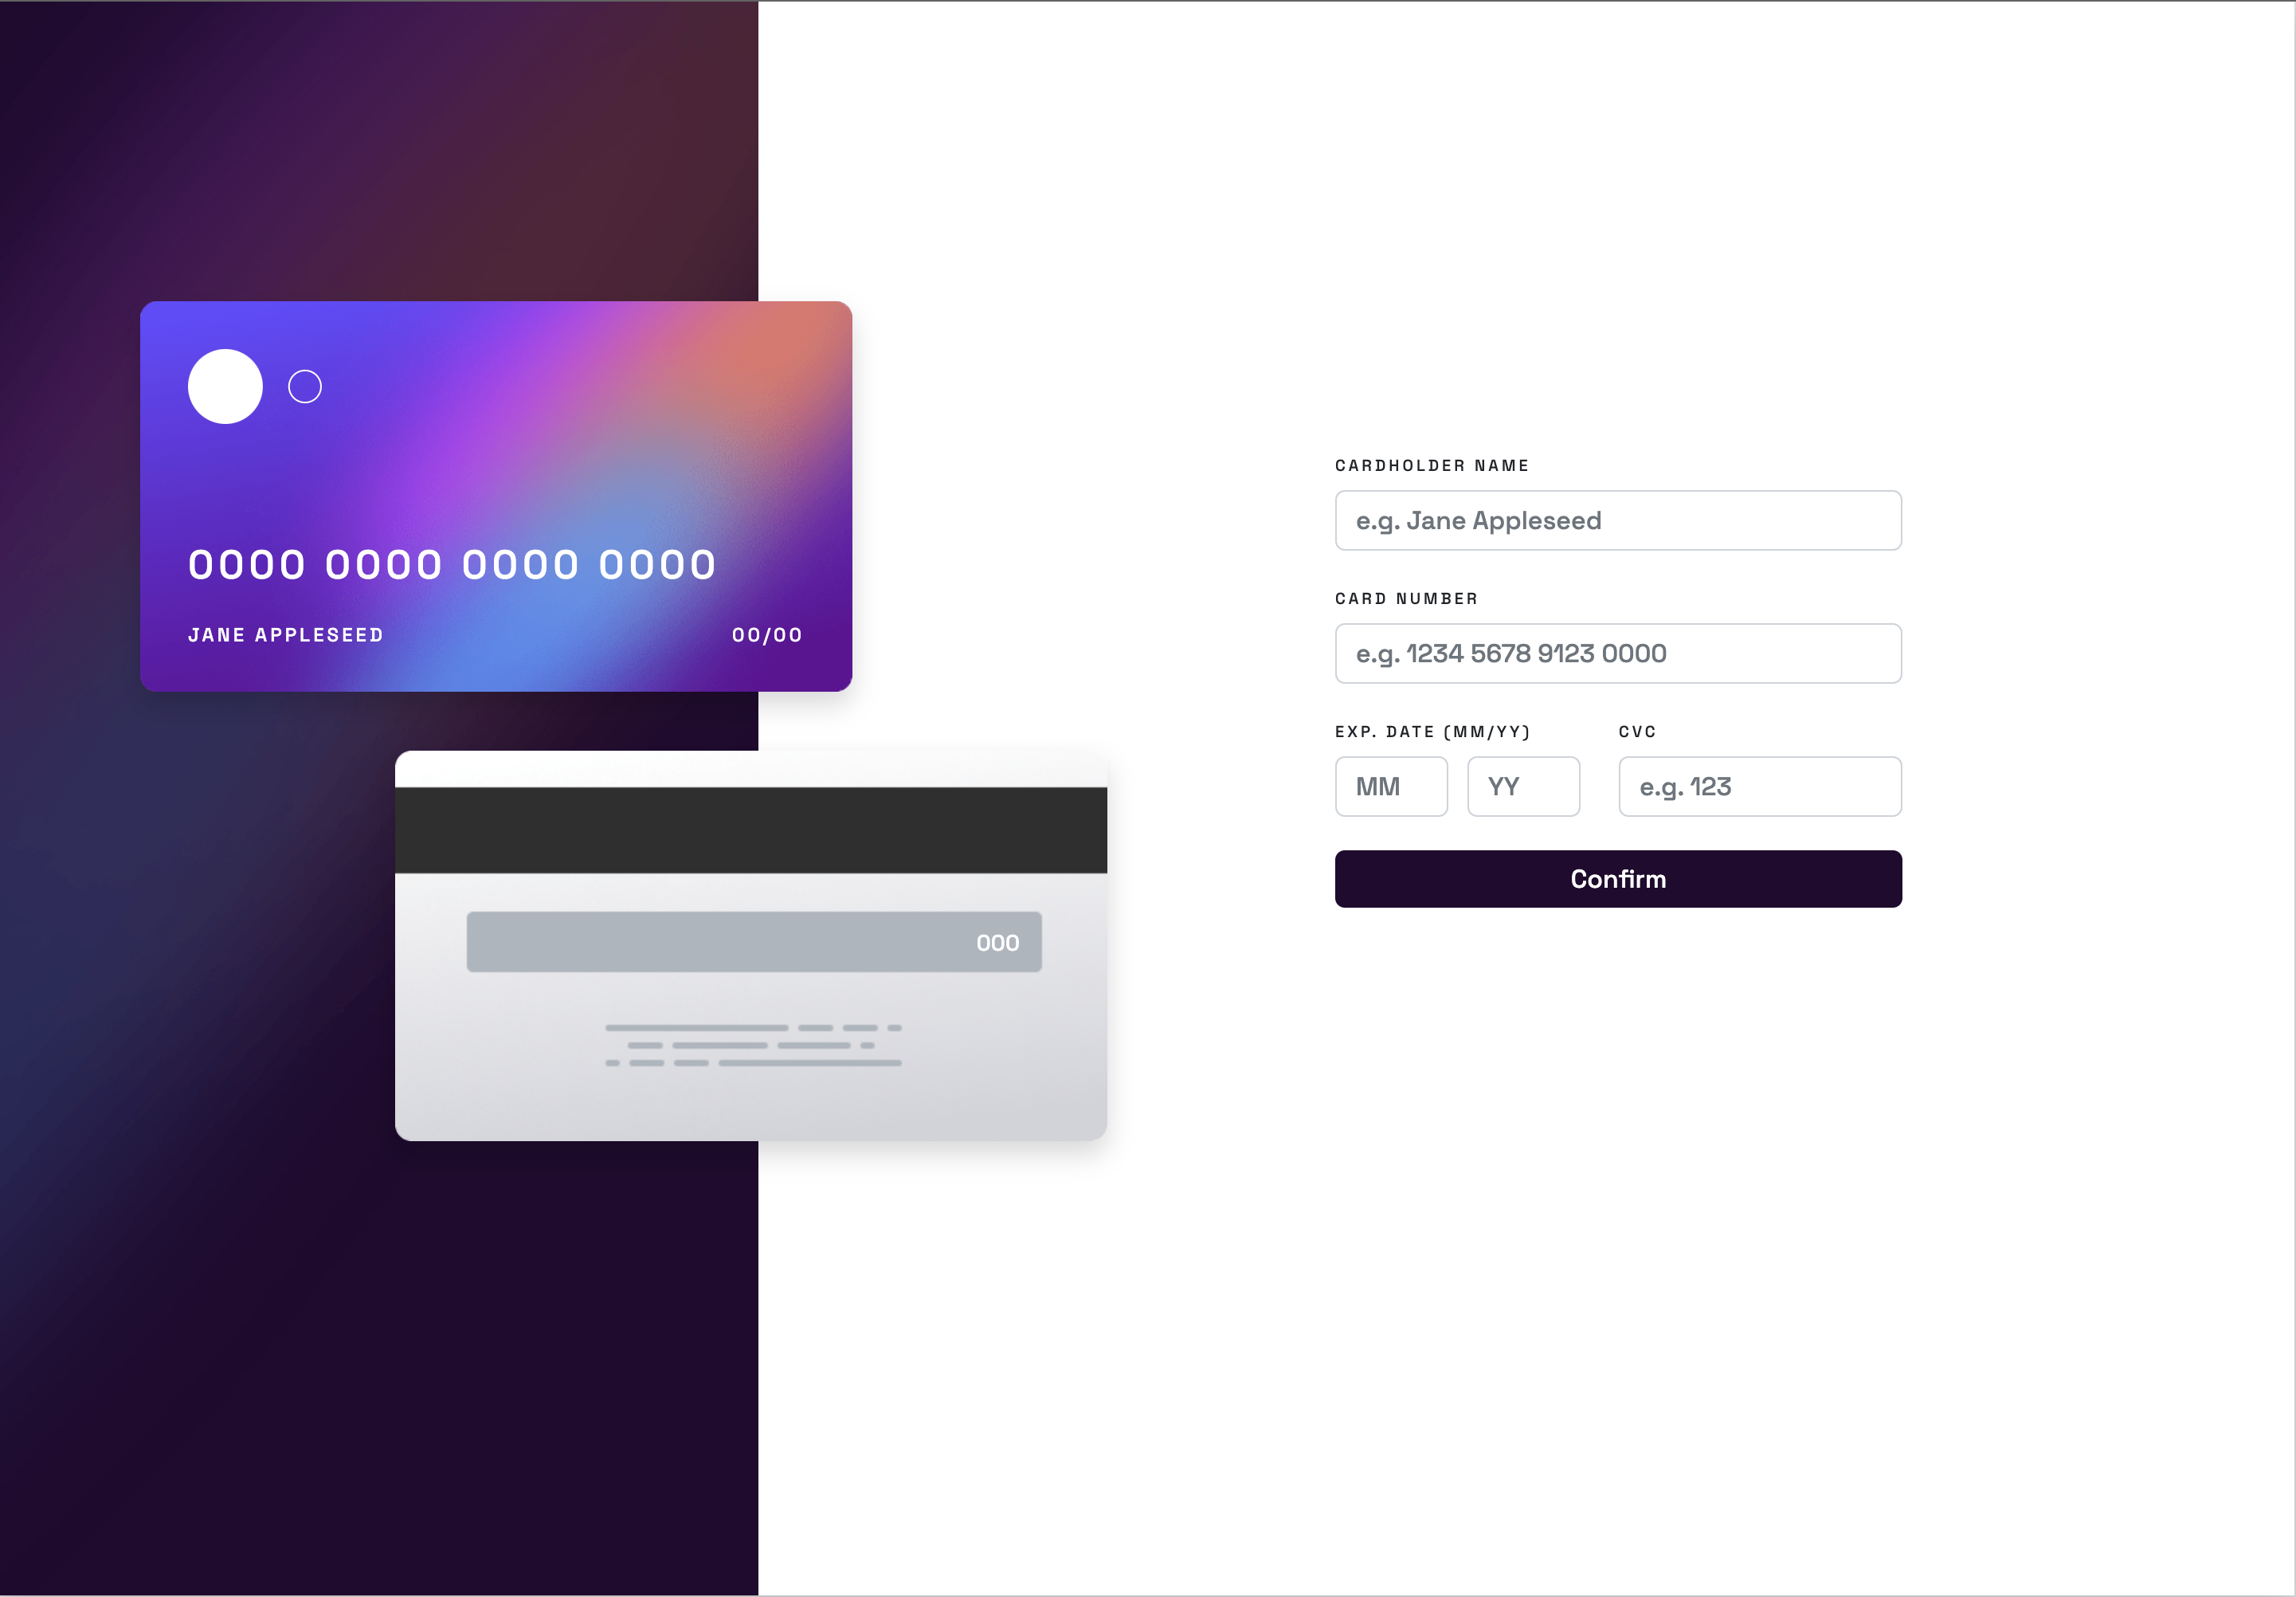 0000 0000 0000 0000
JANE APPLESEED 00/00
000
CARDHOLDER NAME
e.g. Jane Appleseed
CARD NUMBER
e.g. 1234 5678 9123 0000
EXP. DATE (MM/YY) CVC
MM YY e.g. 123
Confirm